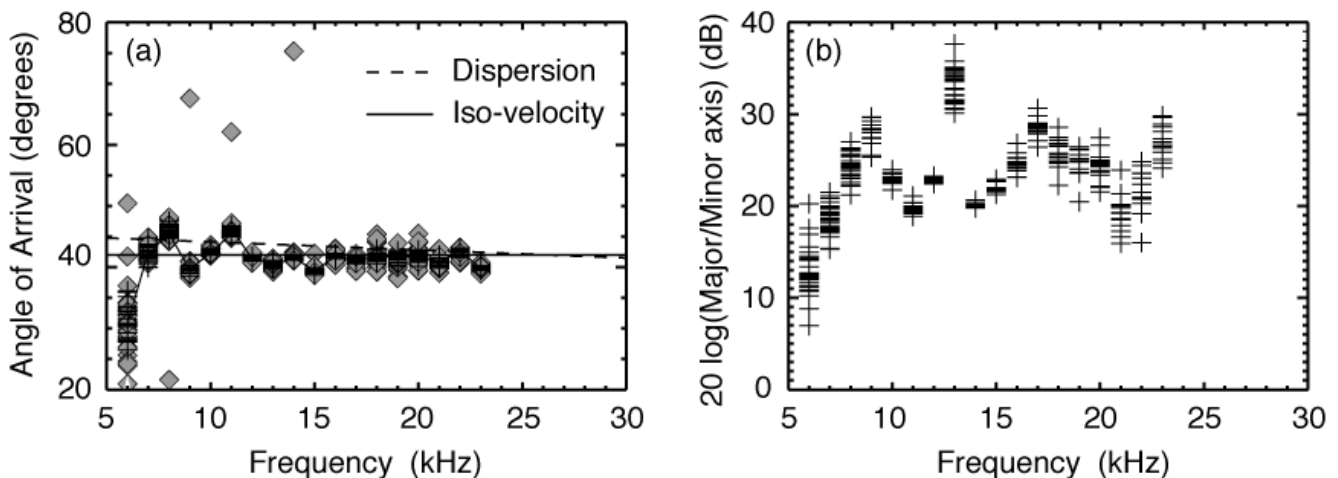 80
60
40
20
Angle of Arrival (degrees)
(a)
Dispersion
Iso-velocity
5 10 15 20 25 30
Frequency (kHz)
40
30
20
10
0
20 log(Major/Minor axis) (dB)
(b)
5 10 15 20 25 30
Frequency (kHz)